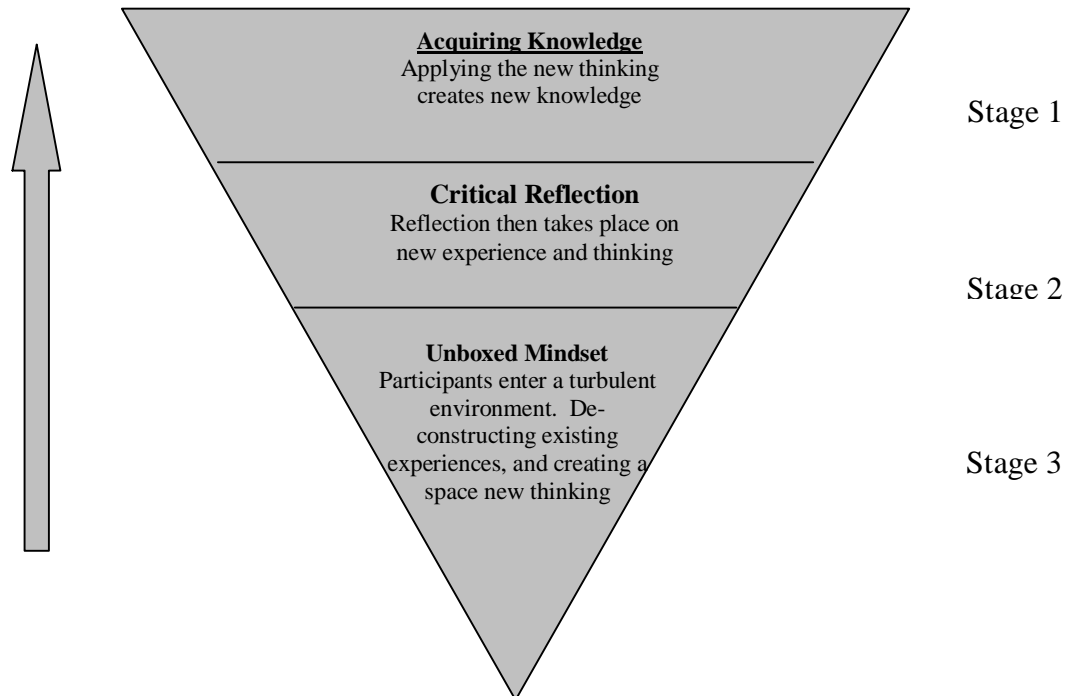 Acquiring Knowledge
Applying the new thinking
creates new knowledge
Stage 1
Critical Reflection
Reflection then takes place on
new experience and thinking
Stage 2
Unboxed Mindset
Participants enter a turbulent
environment. De-
constructing existing
experiences, and creating a
space new thinking
Stage 3